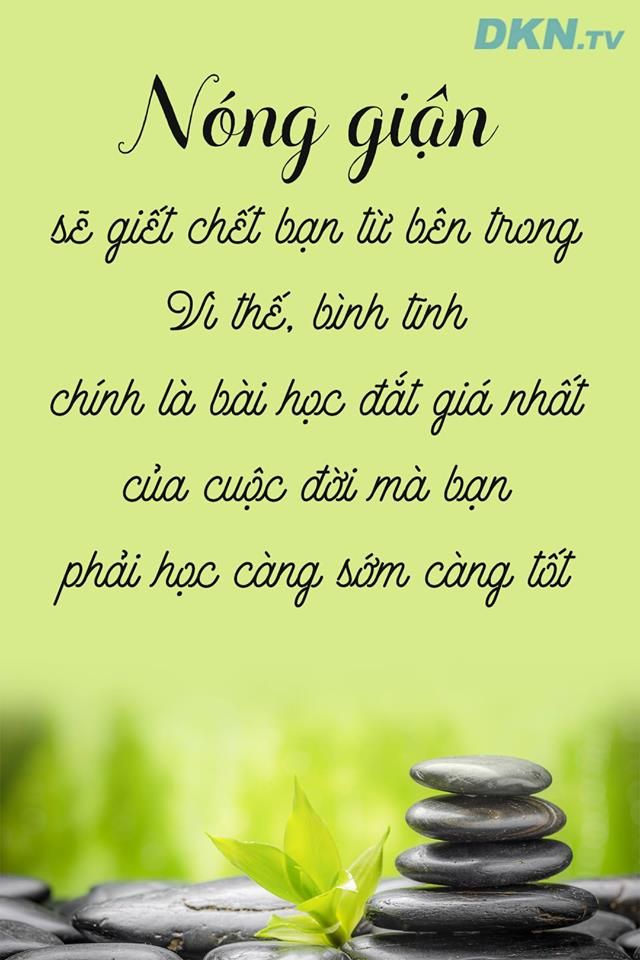 DKN.TV
Nóng giận
sẽ giết chết bạn từ bên trong
Vì thế, bình tĩnh
chính là bài học đắt giá nhất
của cuộc đời mà bạn
phải học càng sớm càng tốt